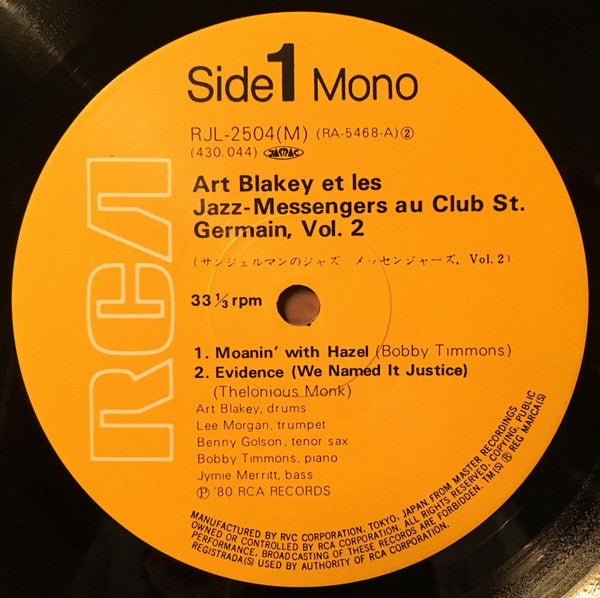 Side 1 Mono
RJL-2504(M) (RA-5468-A)②
(430.044) JASRAC
Art Blakey et les
Jazz-Messengers au Club St.
Germain, Vol. 2
(サンジェルマンのジャズ メッセンジャーズ, Vol.2)
33⅓ rpm
1. Moanin' with Hazel (Bobby Timmons)
2. Evidence (We Named It Justice)
(Thelonious Monk)
Art Blakey, drums
Lee Morgan, trumpet
Benny Golson, tenor sax
Bobby Timmons, piano
Jymie Merritt, bass
Ⓟ '80 RCA RECORDS
RCA
MANUFACTURED BY RVC CORPORATION, TOKYO, JAPAN FROM MASTER RECORDINGS
OWNED OR CONTROLLED BY RCA CORPORATION. ALL RIGHTS RESERVED, COPYING, PUBLIC
PERFORMANCE, BROADCASTING OF THESE RECORDS ARE FORBIDDEN. TM(S) ® REG MARCA(S)
REGISTRADA(S) USED BY AUTHORITY OF RCA CORPORATION.